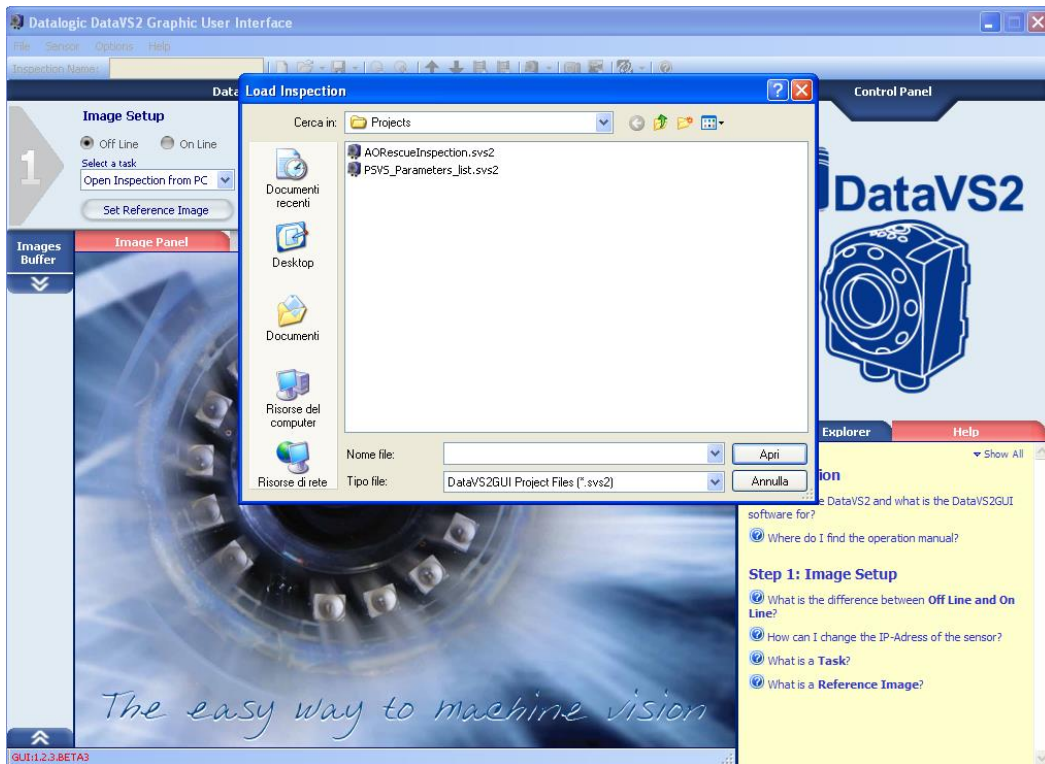 Datalogic DataVS2 Graphic User Interface
File Sensor Options Help
Inspection Name:
Data
Control Panel
Image Setup
Off Line On Line
Select a task
Open Inspection from PC
Set Reference Image
1
Images
Buffer
Image Panel
Load Inspection
Cerca in: Projects
AORescueInspection.svs2
PSVS_Parameters_list.svs2
Documenti
recenti
Desktop
Documenti
Risorse del
computer
Risorse di rete
Nome file:
Apri
Tipo file: DataVS2GUI Project Files (*.svs2)
Annulla
DataVS2
Explorer Help
Show All
ion
e DataVS2 and what is the DataVS2GUI
software for?
Where do I find the operation manual?
Step 1: Image Setup
What is the difference between Off Line and On
Line?
How can I change the IP-Adress of the sensor?
What is a Task?
What is a Reference Image?
The easy way to machine vision
GUI:1.2.3.BETA3